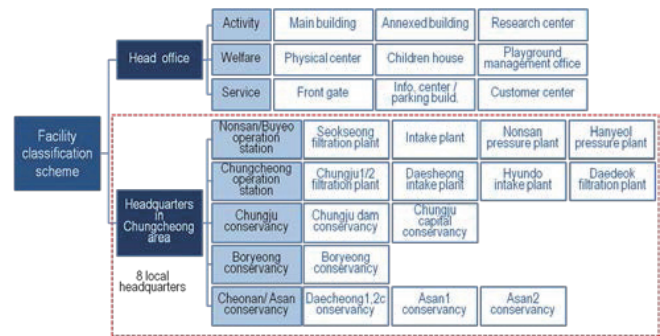 Activity
Main building
Annexed building
Research center
Head office
Welfare
Physical center
Children house
Playground
management office
Service
Front gate
Info. center /
parking build.
Customer center
Facility
classification
scheme
Nonsan/Buyeo
operation
station
Seokseong
filtration plant
Intake plant
Nonsan
pressure plant
Hanyeol
pressure plant
Chungcheong
operation
station
Chungju1/2
filtration plant
Daesheong
intake plant
Hyundo
intake plant
Daedeok
filtration plant
Headquarters
in
Chungcheong
area
Chungju
conservancy
Chungju dam
conservancy
Chungju
capital
conservancy
8 local
headquarters
Boryeong
conservancy
Boryeong
conservancy
Cheonan/ Asan
conservancy
Daecheong1,2c
onservancy
Asan1
conservancy
Asan2
conservancy